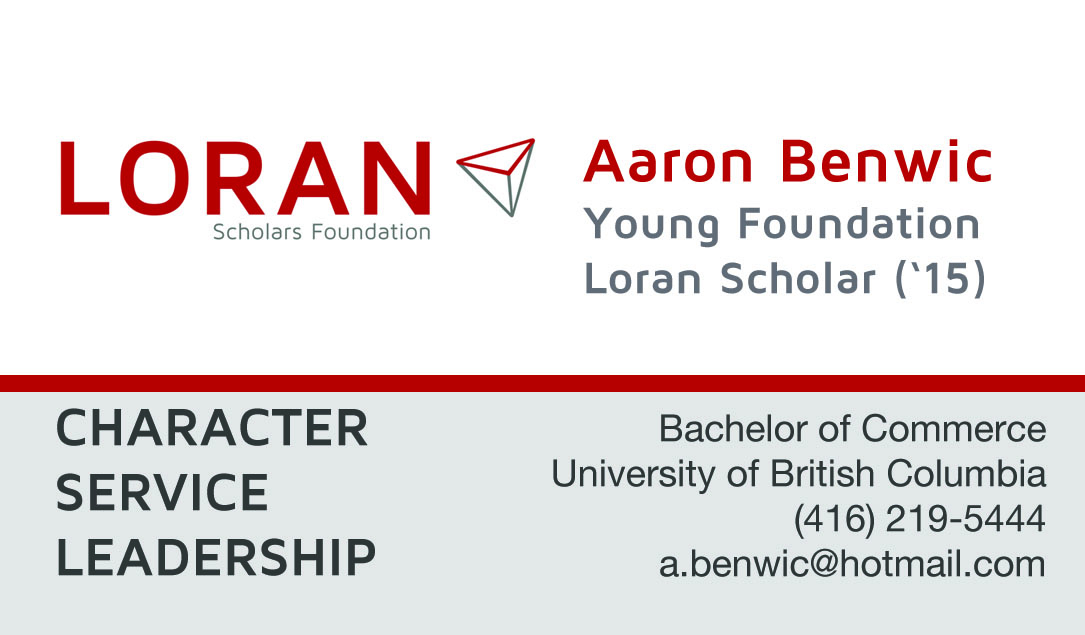 LORAN
Scholars Foundation
Aaron Benwic
Young Foundation
Loran Scholar (‘15)
CHARACTER
SERVICE
LEADERSHIP
Bachelor of Commerce
University of British Columbia
(416) 219-5444
a.benwic@hotmail.com